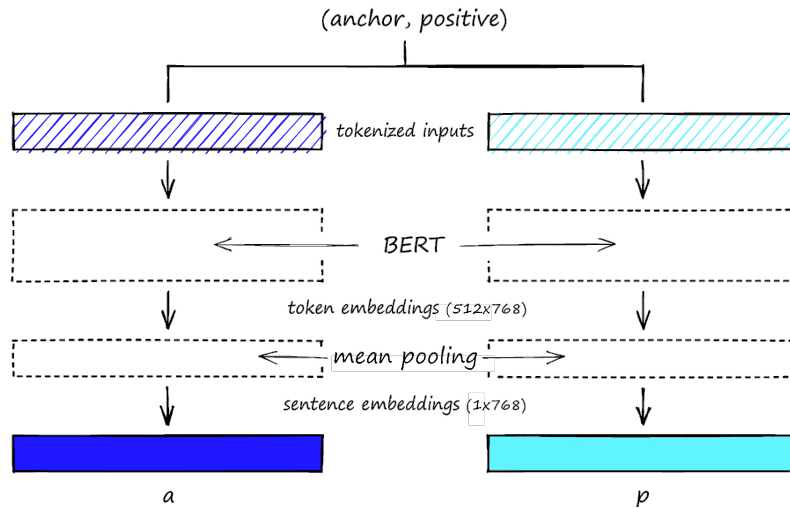 (anchor, positive)
tokenized inputs
BERT
token embeddings (512x768)
mean pooling
sentence embeddings (1x768)
a
p